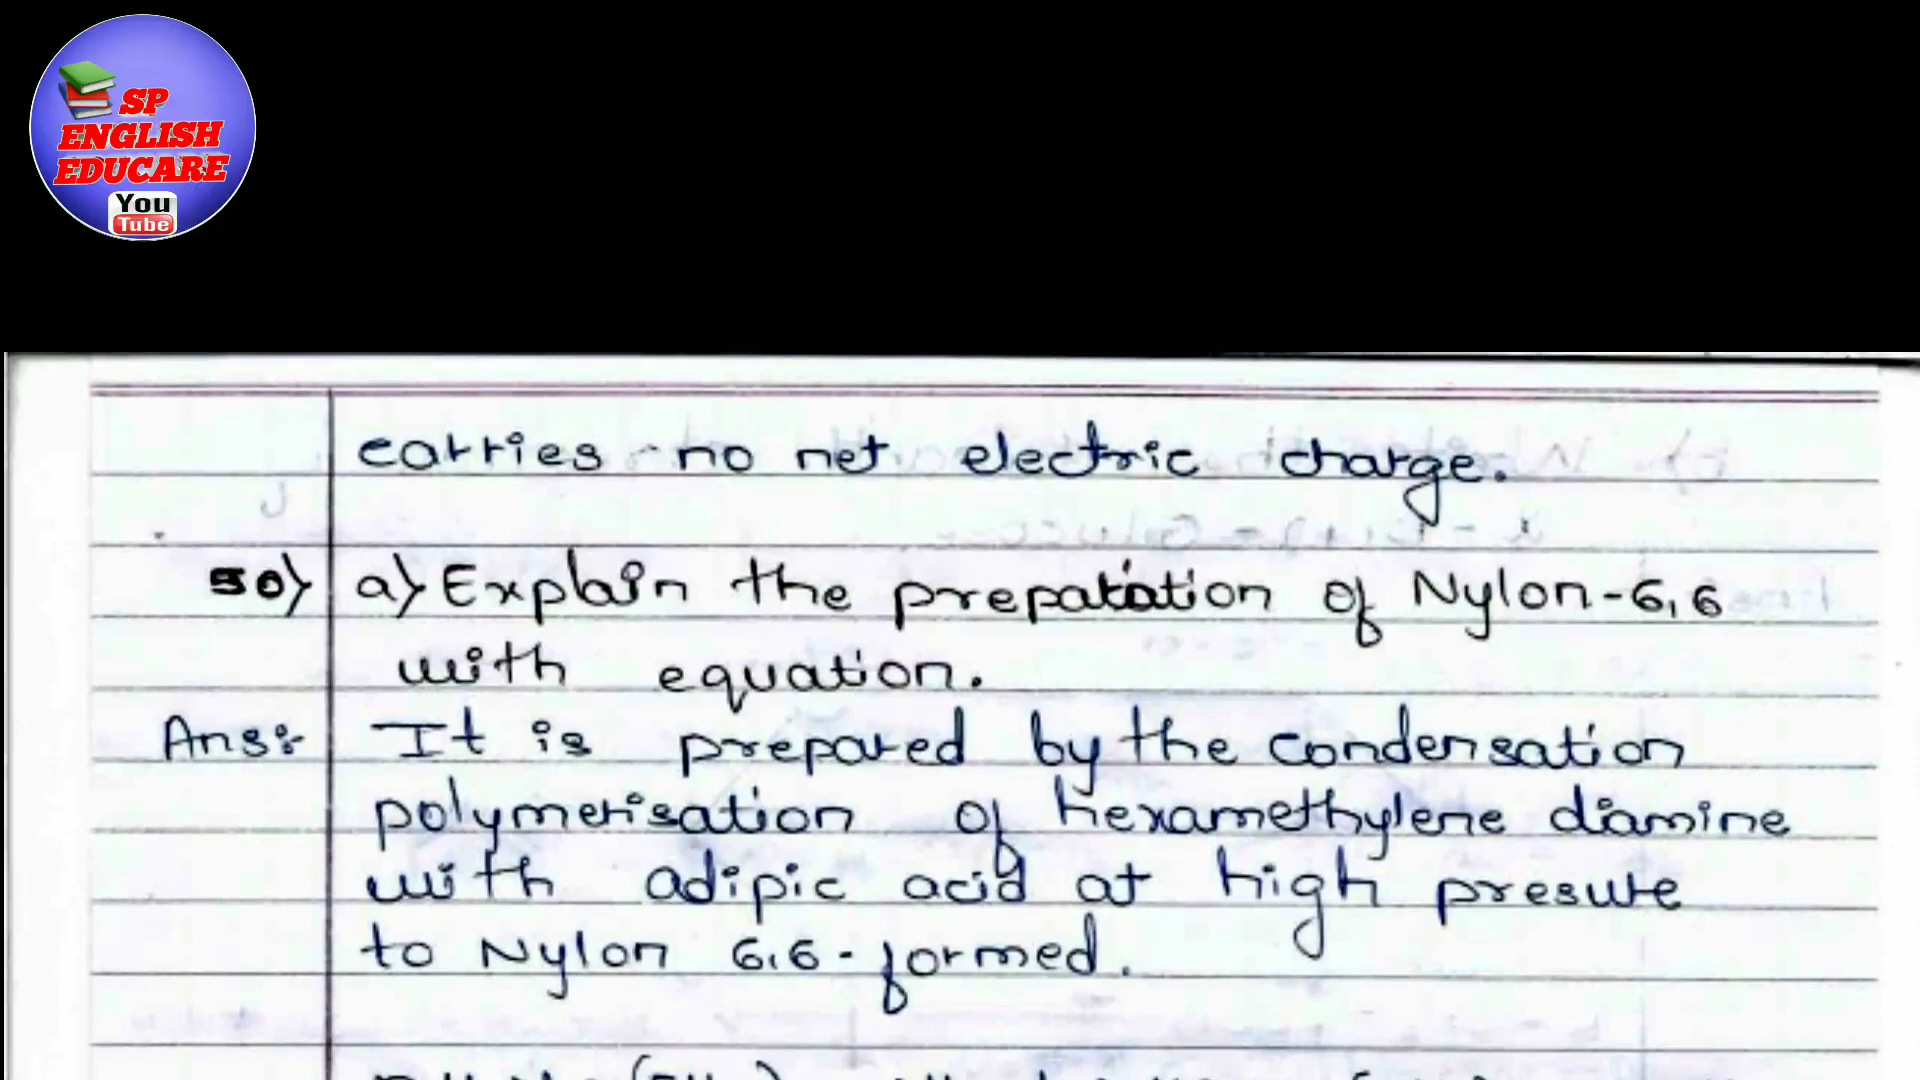 SP
ENGLISH
EDUCARE
You
Tube
carries no net electric charge.
50) a) Explain the preparation of Nylon-6,6
with equation.
Ans:- It is prepared by the condensation
polymerisation of hexamethylene diamine
with adipic acid at high presure
to Nylon 6,6-formed.